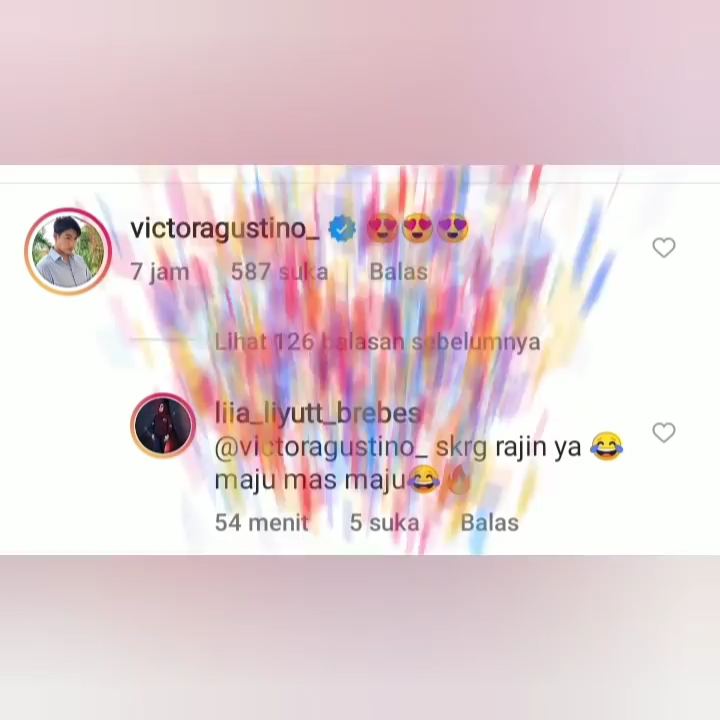 victoragustino_ 😍😍😍
7 jam 587 suka Balas
Lihat 126 balasan sebelumnya
liia_liyutt_brebes
@victoragustino_ skrg rajin ya 😂
maju mas maju😂🔥
54 menit 5 suka Balas